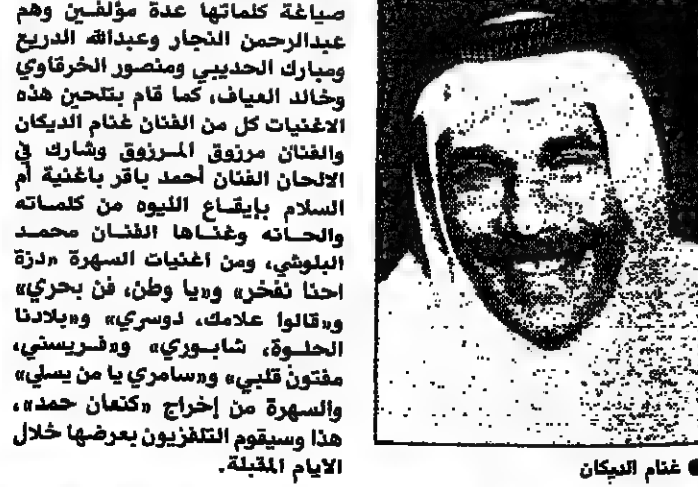 صياغة كلماتها عدة مؤلفين وهم
عبدالرحمن النجار وعبدالله الدريع
ومبارك الحديبي ومنصور الخرقاوي
وخالد العياف، كما قام بتلحين هذه
الاغنيات كل من الفنان غنام الديكان
والفنان مرزوق المرزوق وشارك في
الالحان الفنان أحمد باقر باغنية أم
السلام بإيقاع الليوه من كلماته
والحانه وغناها الفنان محمد
البلوشي، ومن اغنيات السهرة «دزة
احنا نفخر» و«يا وطن، فن بحري»
و«قالوا علامك، دوسري» و«بلادنا
الحلوة، شابوري» و«فريسني،
مفتون قلبي» و«سامري يا من يسلي»
والسهرة من إخراج «كنعان حمد»،
هذا وسيقوم التلفزيون بعرضها خلال
الايام المقبلة.
● غنام الديكان